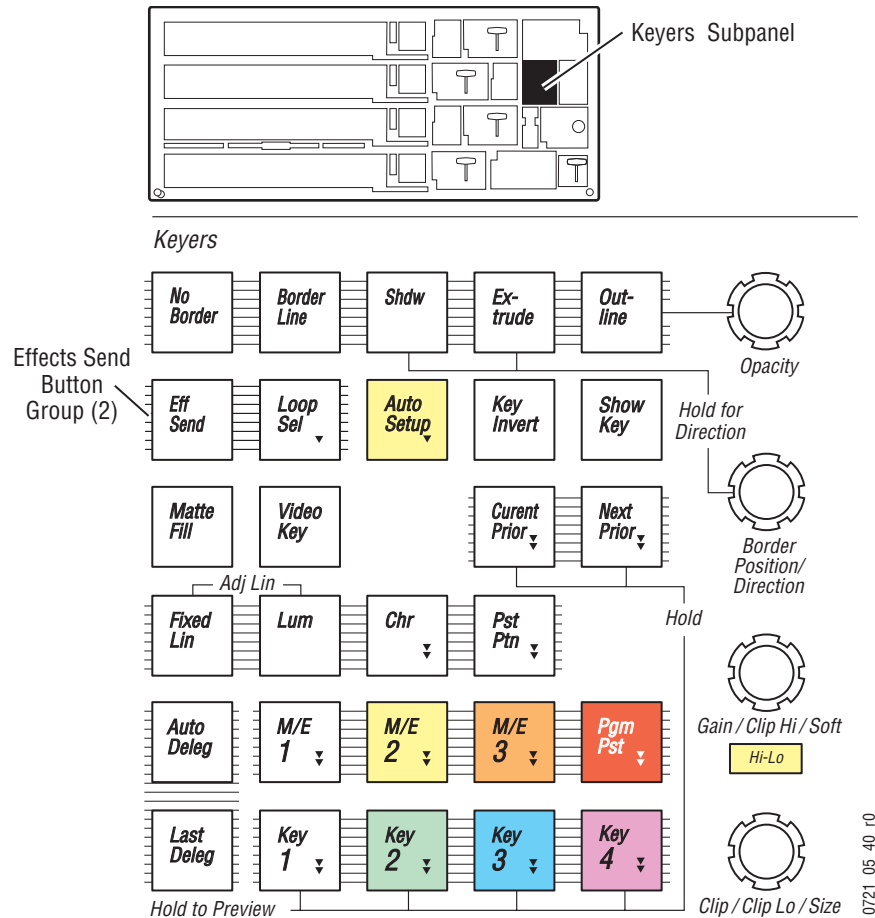 Keyers Subpanel
Keyers
No
Border
Border
Line
Shdw
Ex-
trude
Out-
line
Opacity
Effects Send
Button
Group (2)
Eff
Send
Loop
Sel
Auto
Setup
Key
Invert
Show
Key
Hold for
Direction
Matte
Fill
Video
Key
Curent
Prior
Next
Prior
Border
Position/
Direction
Adj Lin
Fixed
Lin
Lum
Chr
Pst
Ptn
Hold
Gain / Clip Hi / Soft
Hi-Lo
Auto
Deleg
M/E
1
M/E
2
M/E
3
Pgm
Pst
Last
Deleg
Key
1
Key
2
Key
3
Key
4
Hold to Preview
Clip / Clip Lo / Size
0721 05 40 r0